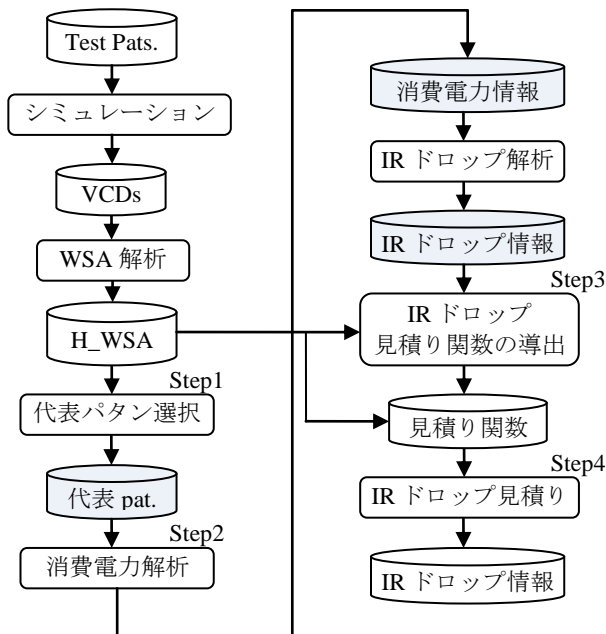 Test Pats.
シミュレーション
VCDs
WSA 解析
H_WSA
Step1
代表パタン選択
代表 pat.
Step2
消費電力解析
消費電力情報
IR ドロップ解析
IR ドロップ情報
Step3
IR ドロップ
見積り関数の導出
見積り関数
Step4
IR ドロップ見積り
IR ドロップ情報